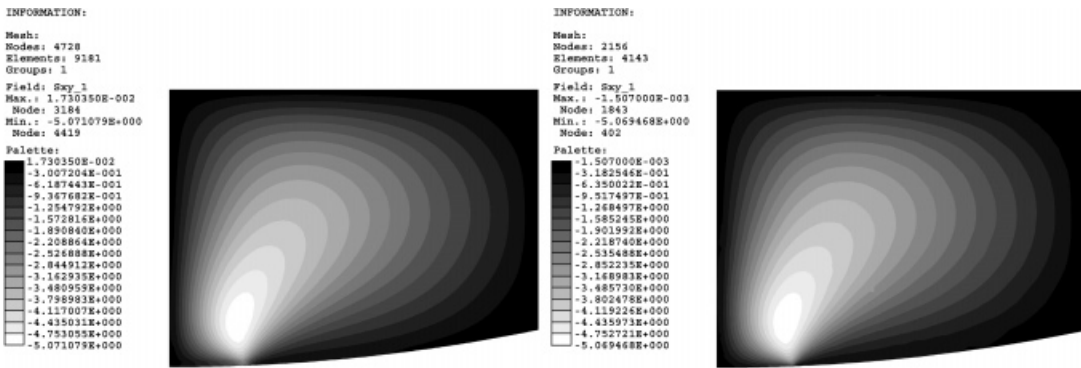 INFORMATION:
Mesh:
Nodes: 4728
Elements: 9181
Groups: 1
Field: Sxy_1
Max.: 1.730350E-002
Node: 3184
Min.: -5.071079E+000
Node: 4419
Palette:
1.730350E-002
-3.007204E-001
-6.187443E-001
-9.367682E-001
-1.254792E+000
-1.572816E+000
-1.890840E+000
-2.208864E+000
-2.526888E+000
-2.844912E+000
-3.162935E+000
-3.480959E+000
-3.798983E+000
-4.117007E+000
-4.435031E+000
-4.753055E+000
-5.071079E+000
INFORMATION:
Mesh:
Nodes: 2156
Elements: 4143
Groups: 1
Field: Sxy_1
Max.: -1.507000E-003
Node: 1843
Min.: -5.069468E+000
Node: 402
Palette:
-1.507000E-003
-3.182546E-001
-6.350022E-001
-9.517497E-001
-1.268497E+000
-1.585245E+000
-1.901992E+000
-2.218740E+000
-2.535488E+000
-2.852235E+000
-3.168983E+000
-3.485730E+000
-3.802478E+000
-4.119226E+000
-4.435973E+000
-4.752721E+000
-5.069468E+000